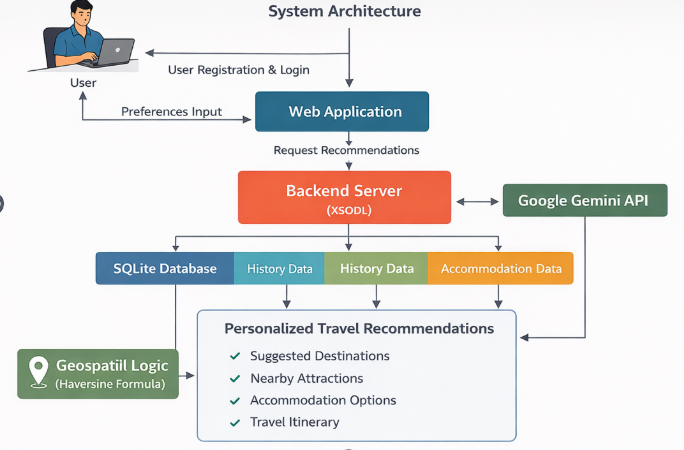 System Architecture
User Registration & Login
User
Preferences Input
Web Application
Request Recommendations
Backend Server
(XSODL)
Google Gemini API
SQLite Database
History Data
History Data
Accommodation Data
Personalized Travel Recommendations
Suggested Destinations
Nearby Attractions
Accommodation Options
Travel Itinerary
Geospatiill Logic
(Haversine Formula)